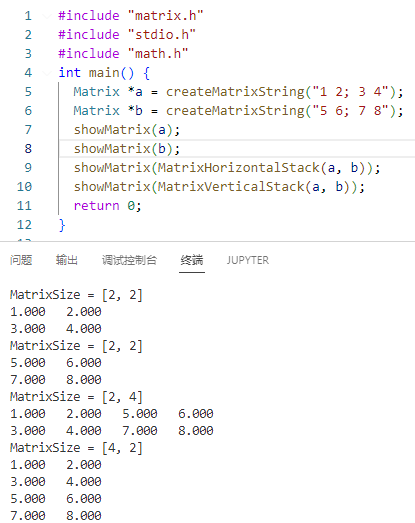 1 #include "matrix.h"
2 #include "stdio.h"
3 #include "math.h"
4 int main() {
5 Matrix *a = createMatrixString("1 2; 3 4");
6 Matrix *b = createMatrixString("5 6; 7 8");
7 showMatrix(a);
8 showMatrix(b);
9 showMatrix(MatrixHorizontalStack(a, b));
10 showMatrix(MatrixVerticalStack(a, b));
11 return 0;
12 }
问题 输出 调试控制台 终端 JUPYTER
MatrixSize = [2, 2]
1.000 2.000
3.000 4.000
MatrixSize = [2, 2]
5.000 6.000
7.000 8.000
MatrixSize = [2, 4]
1.000 2.000 5.000 6.000
3.000 4.000 7.000 8.000
MatrixSize = [4, 2]
1.000 2.000
3.000 4.000
5.000 6.000
7.000 8.000